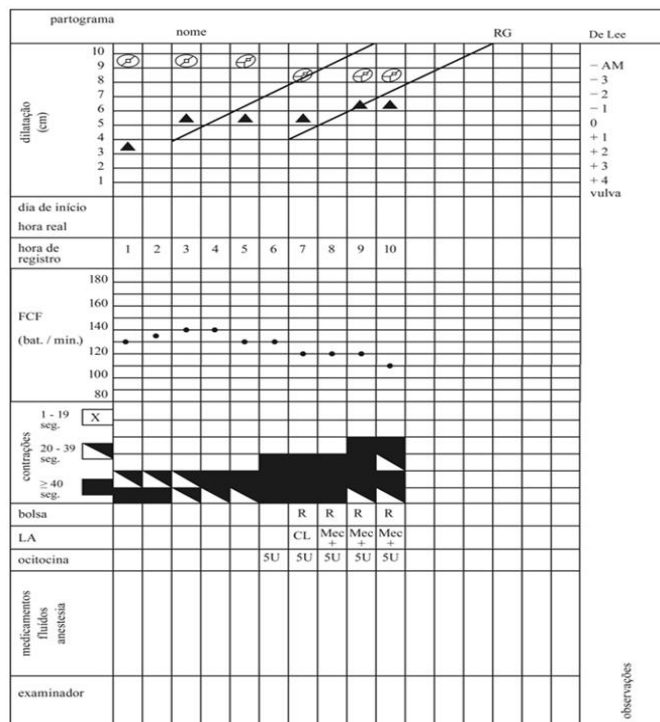 partograma
nome
RG
De Lee
dilatação
(cm)
10
9
8
7
6
5
4
3
2
1
– AM
– 3
– 2
– 1
0
+ 1
+ 2
+ 3
+ 4
vulva
dia de início
hora real
hora de
registro
1 2 3 4 5 6 7 8 9 10
FCF
(bat. / min.)
180
160
140
120
100
80
contrações
1 - 19
seg.
X
20 - 39
seg.
≥ 40
seg.
bolsa
R R R R
LA
CL Mec Mec Mec
+ + +
ocitocina
5U 5U 5U 5U 5U
medicamentos
fluídos
anestesia
examinador
observações